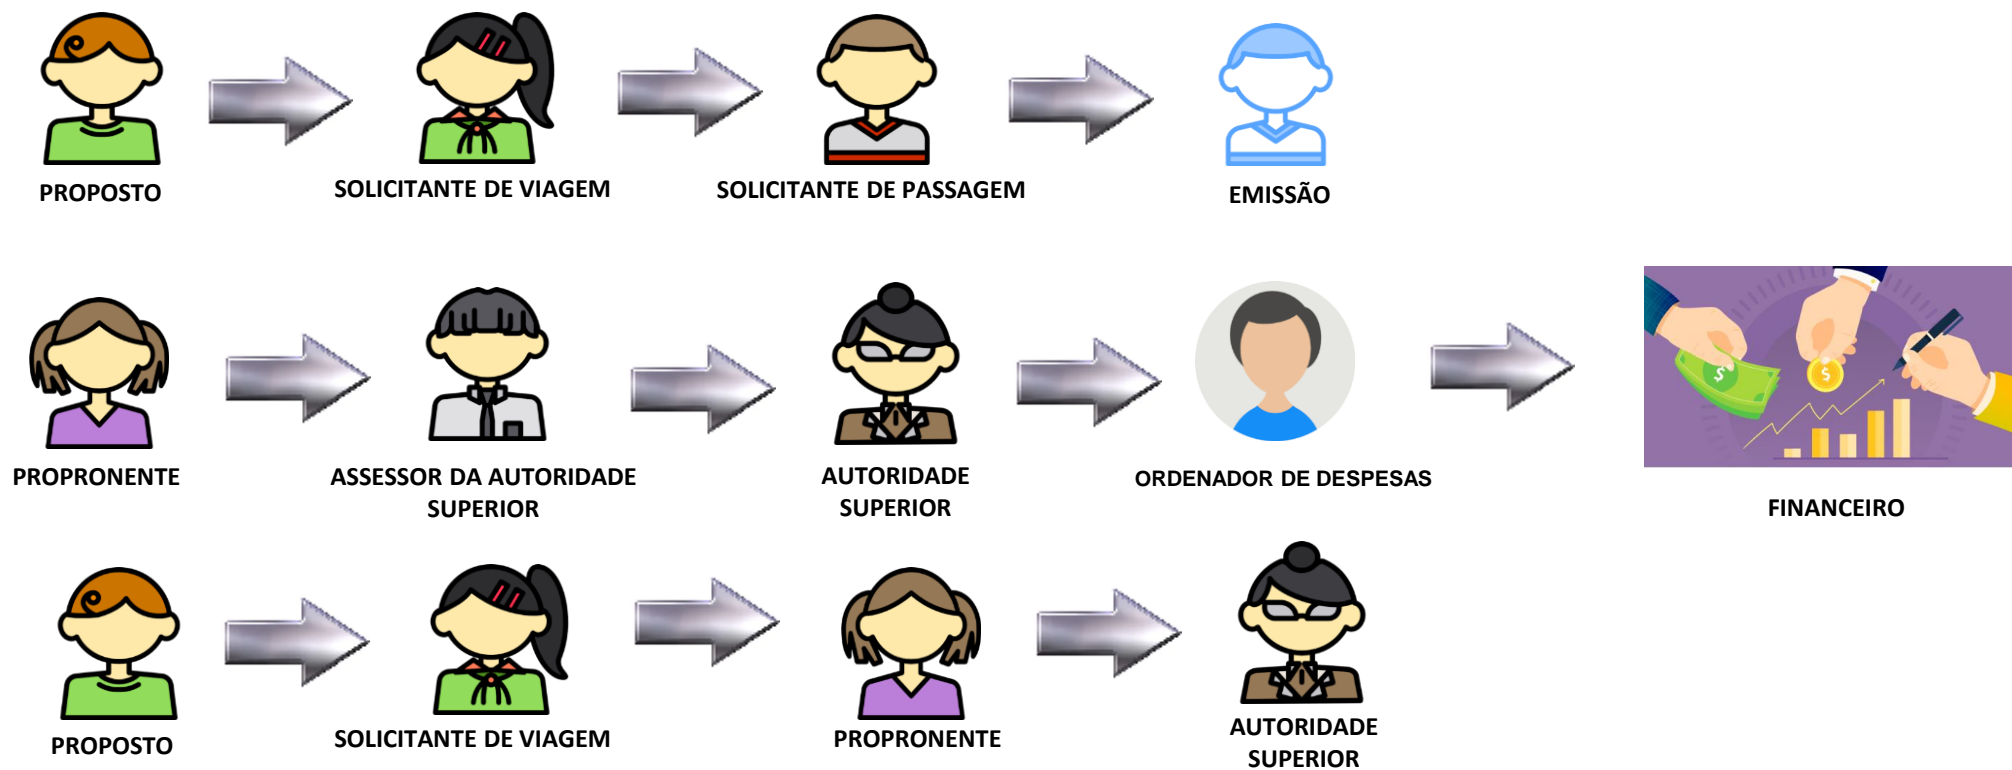 PROPOSTO
SOLICITANTE DE VIAGEM
SOLICITANTE DE PASSAGEM
EMISSÃO
PROPRONENTE
ASSESSOR DA AUTORIDADE
SUPERIOR
AUTORIDADE
SUPERIOR
ORDENADOR DE DESPESAS
FINANCEIRO
PROPOSTO
SOLICITANTE DE VIAGEM
PROPRONENTE
AUTORIDADE
SUPERIOR